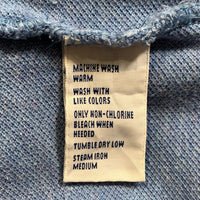 MACHINE WASH
WARM
WASH WITH
LIKE COLORS
ONLY NON-CHLORINE
BLEACH WHEN
NEEDED
TUMBLE DRY LOW
STEAM IRON
MEDIUM